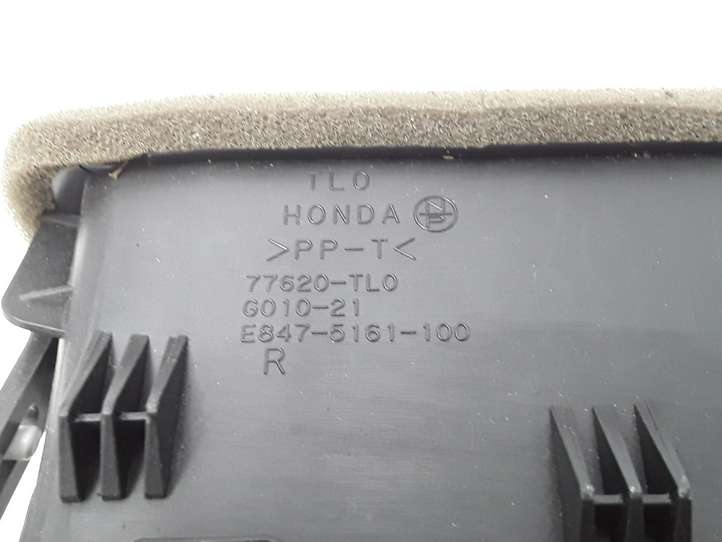 TL0
HONDA
>PP-T<
77620-TL0
G010-21
E847-5161-100
R